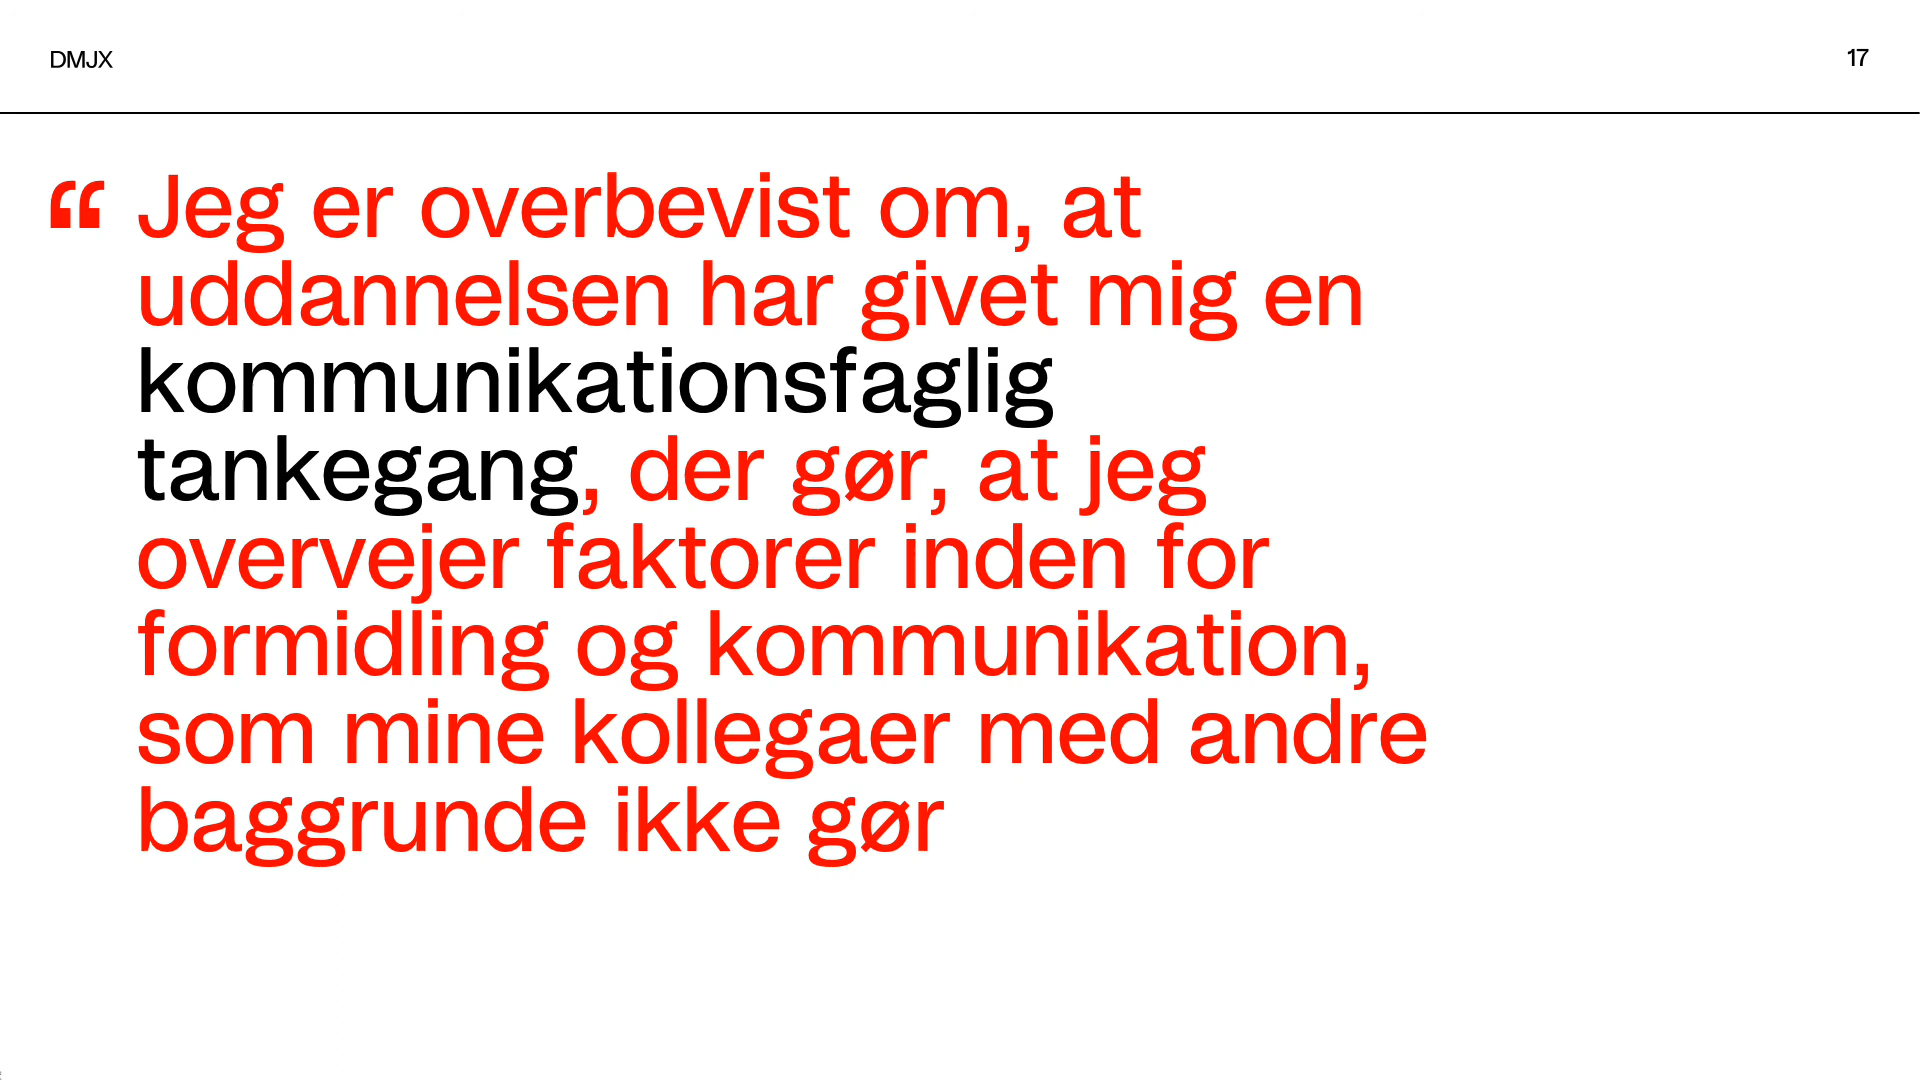 DMJX
17
“ Jeg er overbevist om, at
uddannelsen har givet mig en
kommunikationsfaglig
tankegang, der gør, at jeg
overvejer faktorer inden for
formidling og kommunikation,
som mine kollegaer med andre
baggrunde ikke gør